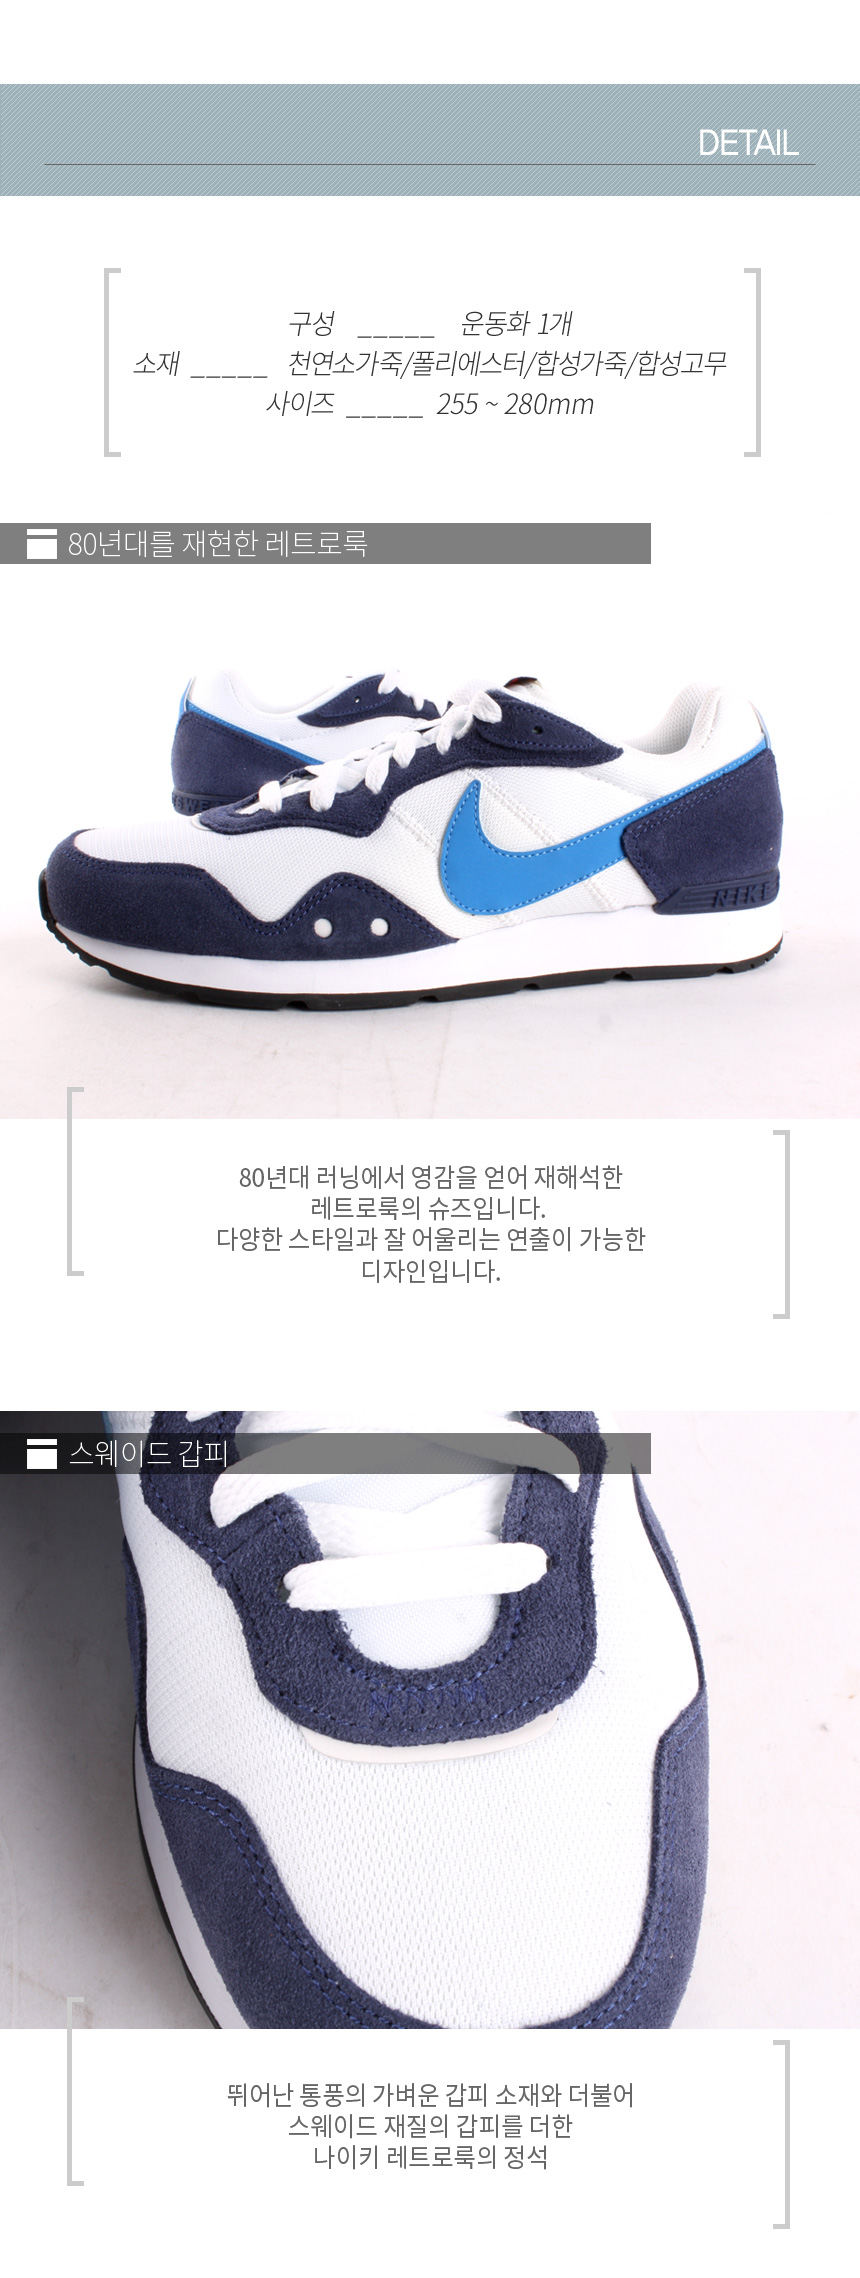 DETAIL
구성 _____ 운동화 1개
소재 _____ 천연소가죽/폴리에스터/합성가죽/합성고무
사이즈 _____ 255 ~ 280mm
80년대를 재현한 레트로룩
NIKE
80년대 러닝에서 영감을 얻어 재해석한
레트로룩의 슈즈입니다.
다양한 스타일과 잘 어울리는 연출이 가능한
디자인입니다.
스웨이드 갑피
뛰어난 통풍의 가벼운 갑피 소재와 더불어
스웨이드 재질의 갑피를 더한
나이키 레트로룩의 정석